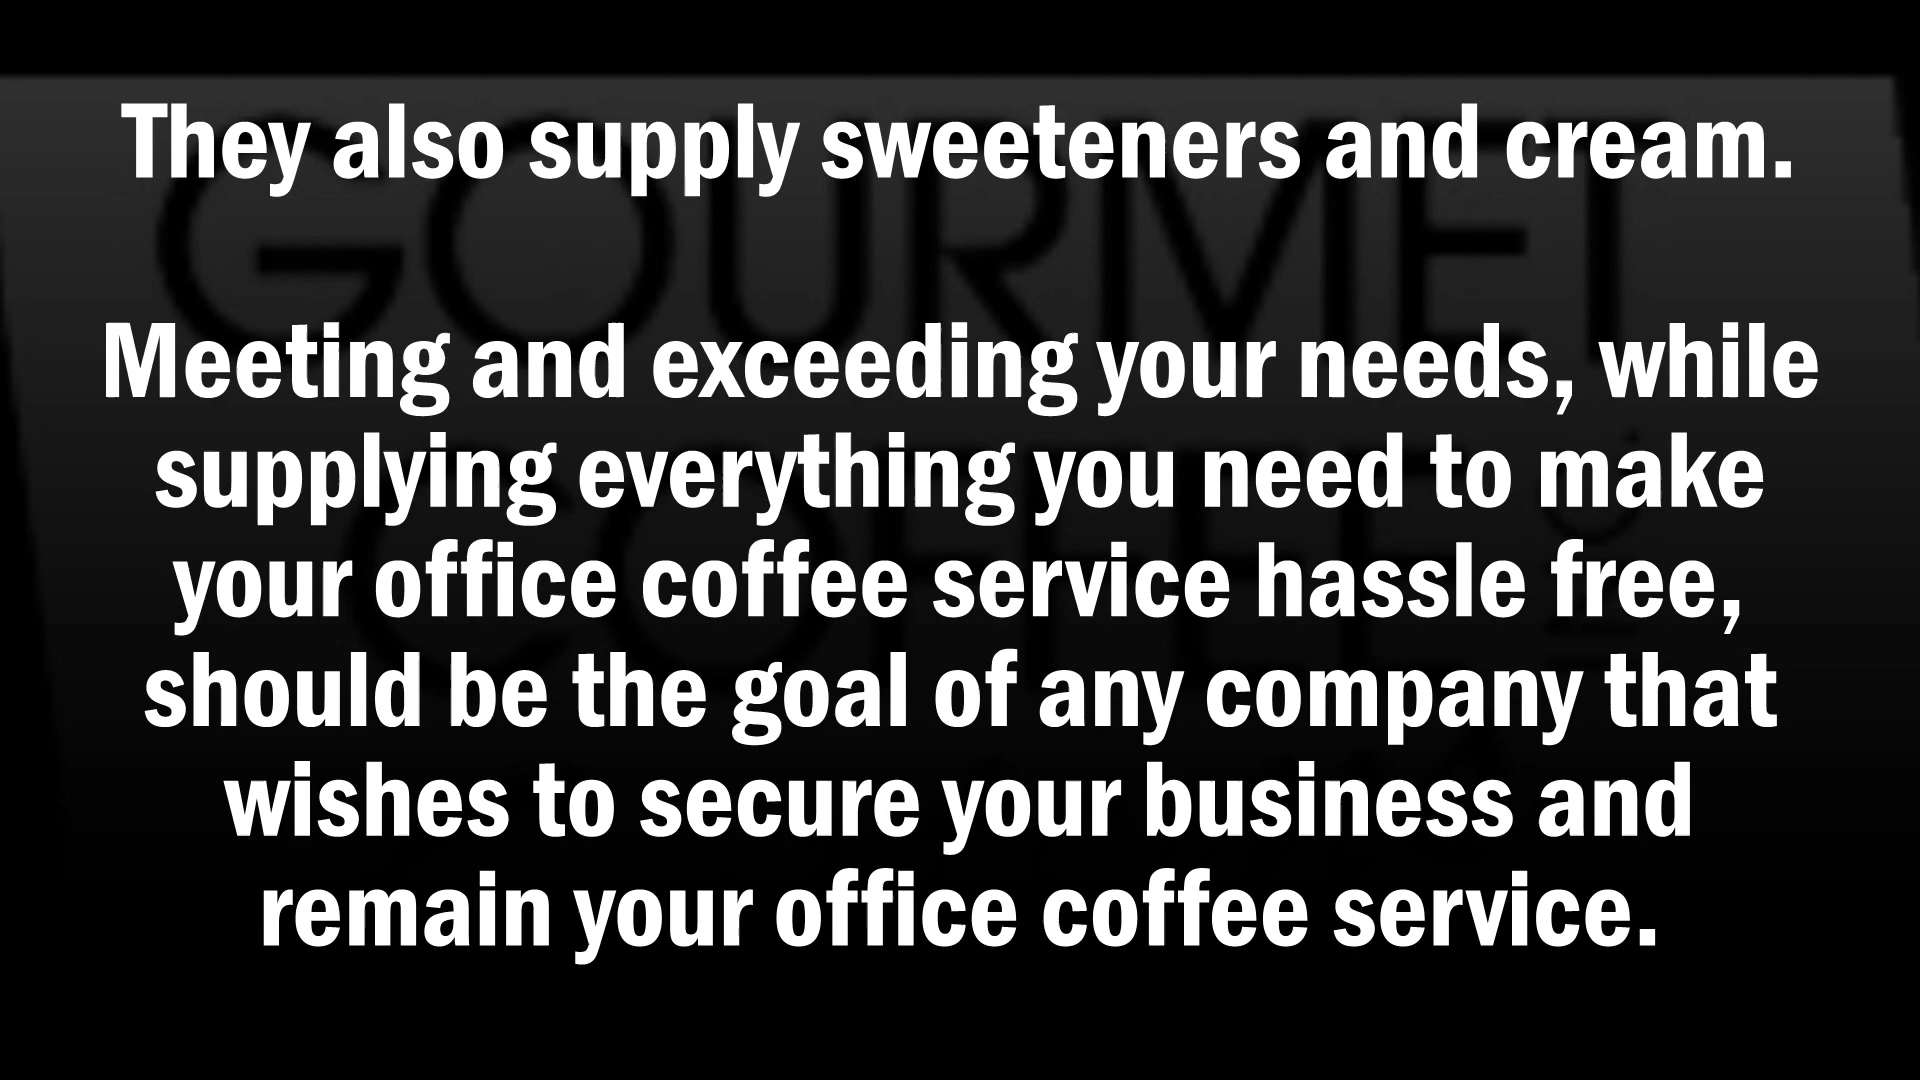 They also supply sweeteners and cream.
Meeting and exceeding your needs, while
supplying everything you need to make
your office coffee service hassle free,
should be the goal of any company that
wishes to secure your business and
remain your office coffee service.
GOURMET
COFFEE